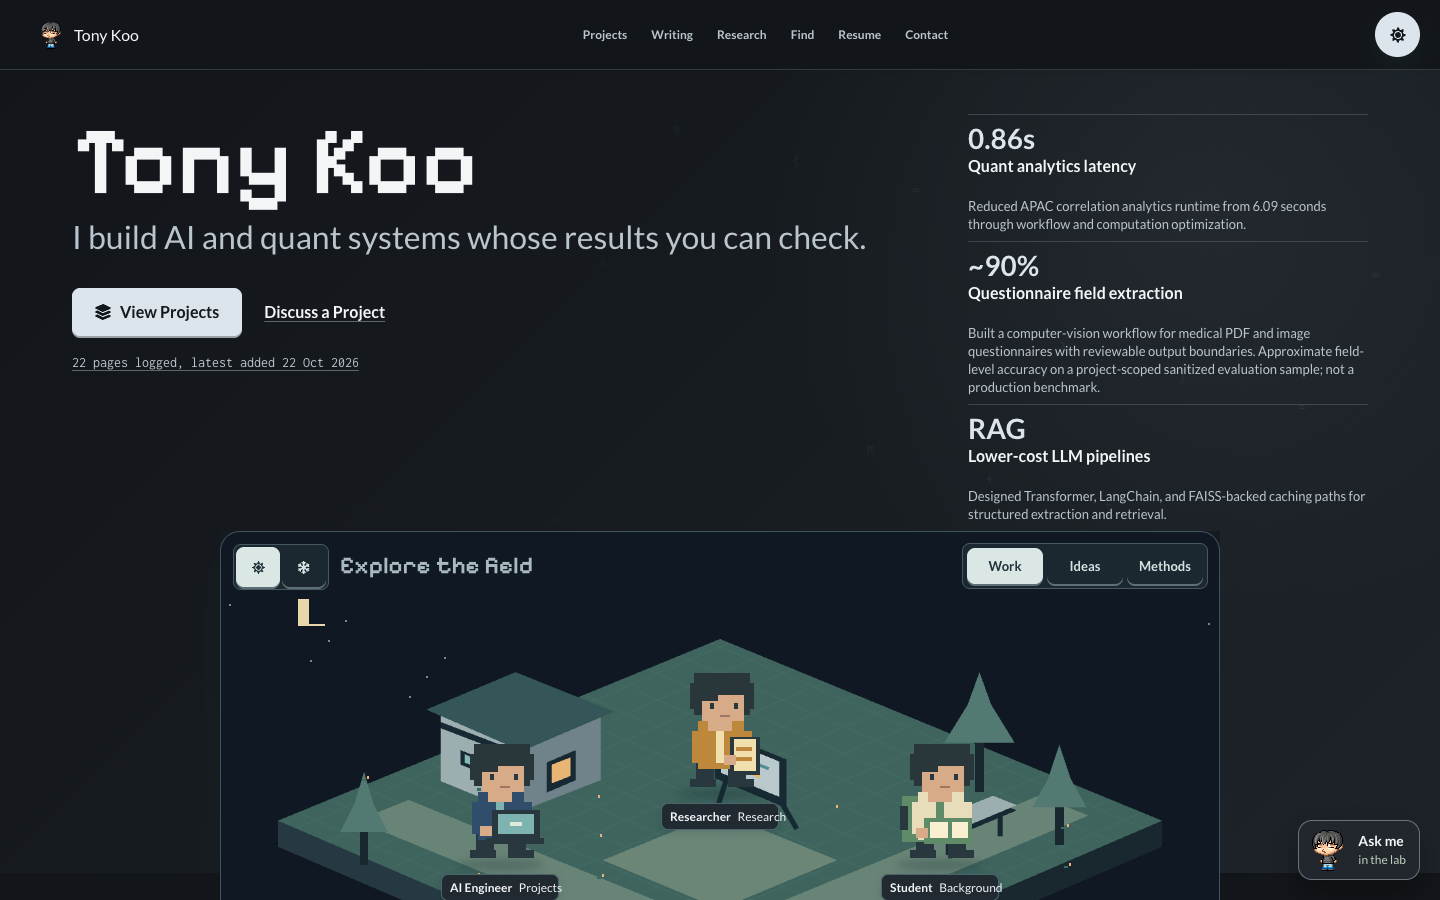 Tony Koo
Projects
Writing
Research
Find
Resume
Contact
Tony Koo
I build AI and quant systems whose results you can check.
View Projects
Discuss a Project
22 pages logged, latest added 22 Oct 2026
0.86s
Quant analytics latency
Reduced APAC correlation analytics runtime from 6.09 seconds
through workflow and computation optimization.
~90%
Questionnaire field extraction
Built a computer-vision workflow for medical PDF and image
questionnaires with reviewable output boundaries. Approximate field-
level accuracy on a project-scoped sanitized evaluation sample; not a
production benchmark.
RAG
Lower-cost LLM pipelines
Designed Transformer, LangChain, and FAISS-backed caching paths for
structured extraction and retrieval.
Explore the field
Work
Ideas
Methods
Researcher Research
AI Engineer Projects
Student Background
Ask me
in the lab